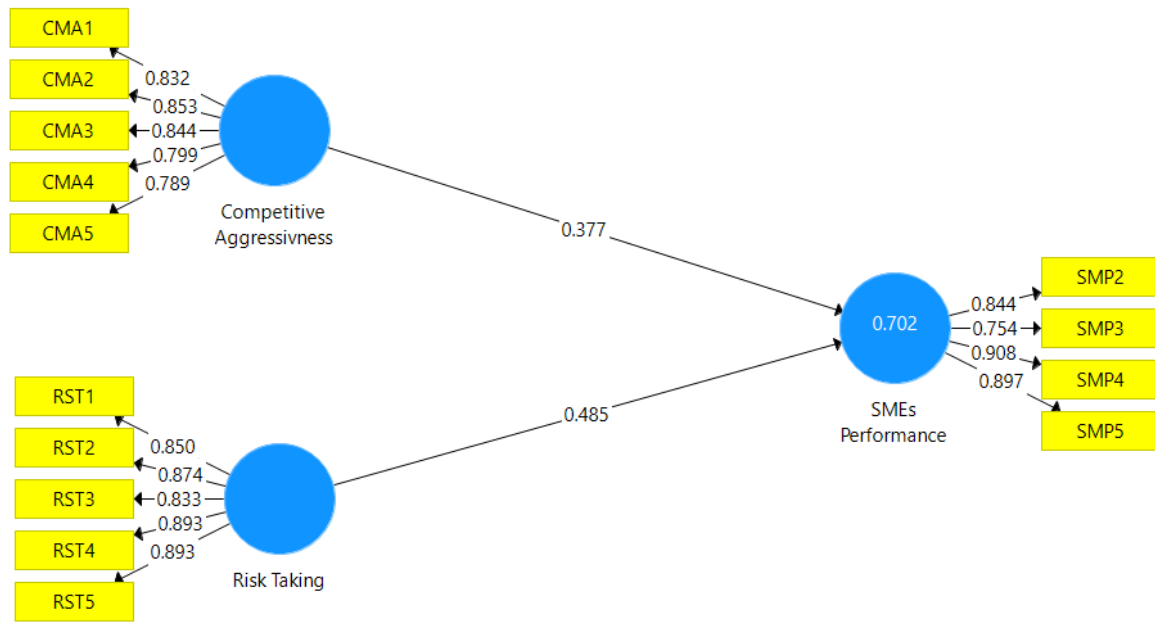 CMA1
CMA2
CMA3
CMA4
CMA5
0.832
0.853
0.844
0.799
0.789
Competitive
Aggressivness
0.377
RST1
RST2
RST3
RST4
RST5
0.850
0.874
0.833
0.893
0.893
Risk Taking
0.485
0.702
SMEs
Performance
0.844
0.754
0.908
0.897
SMP2
SMP3
SMP4
SMP5